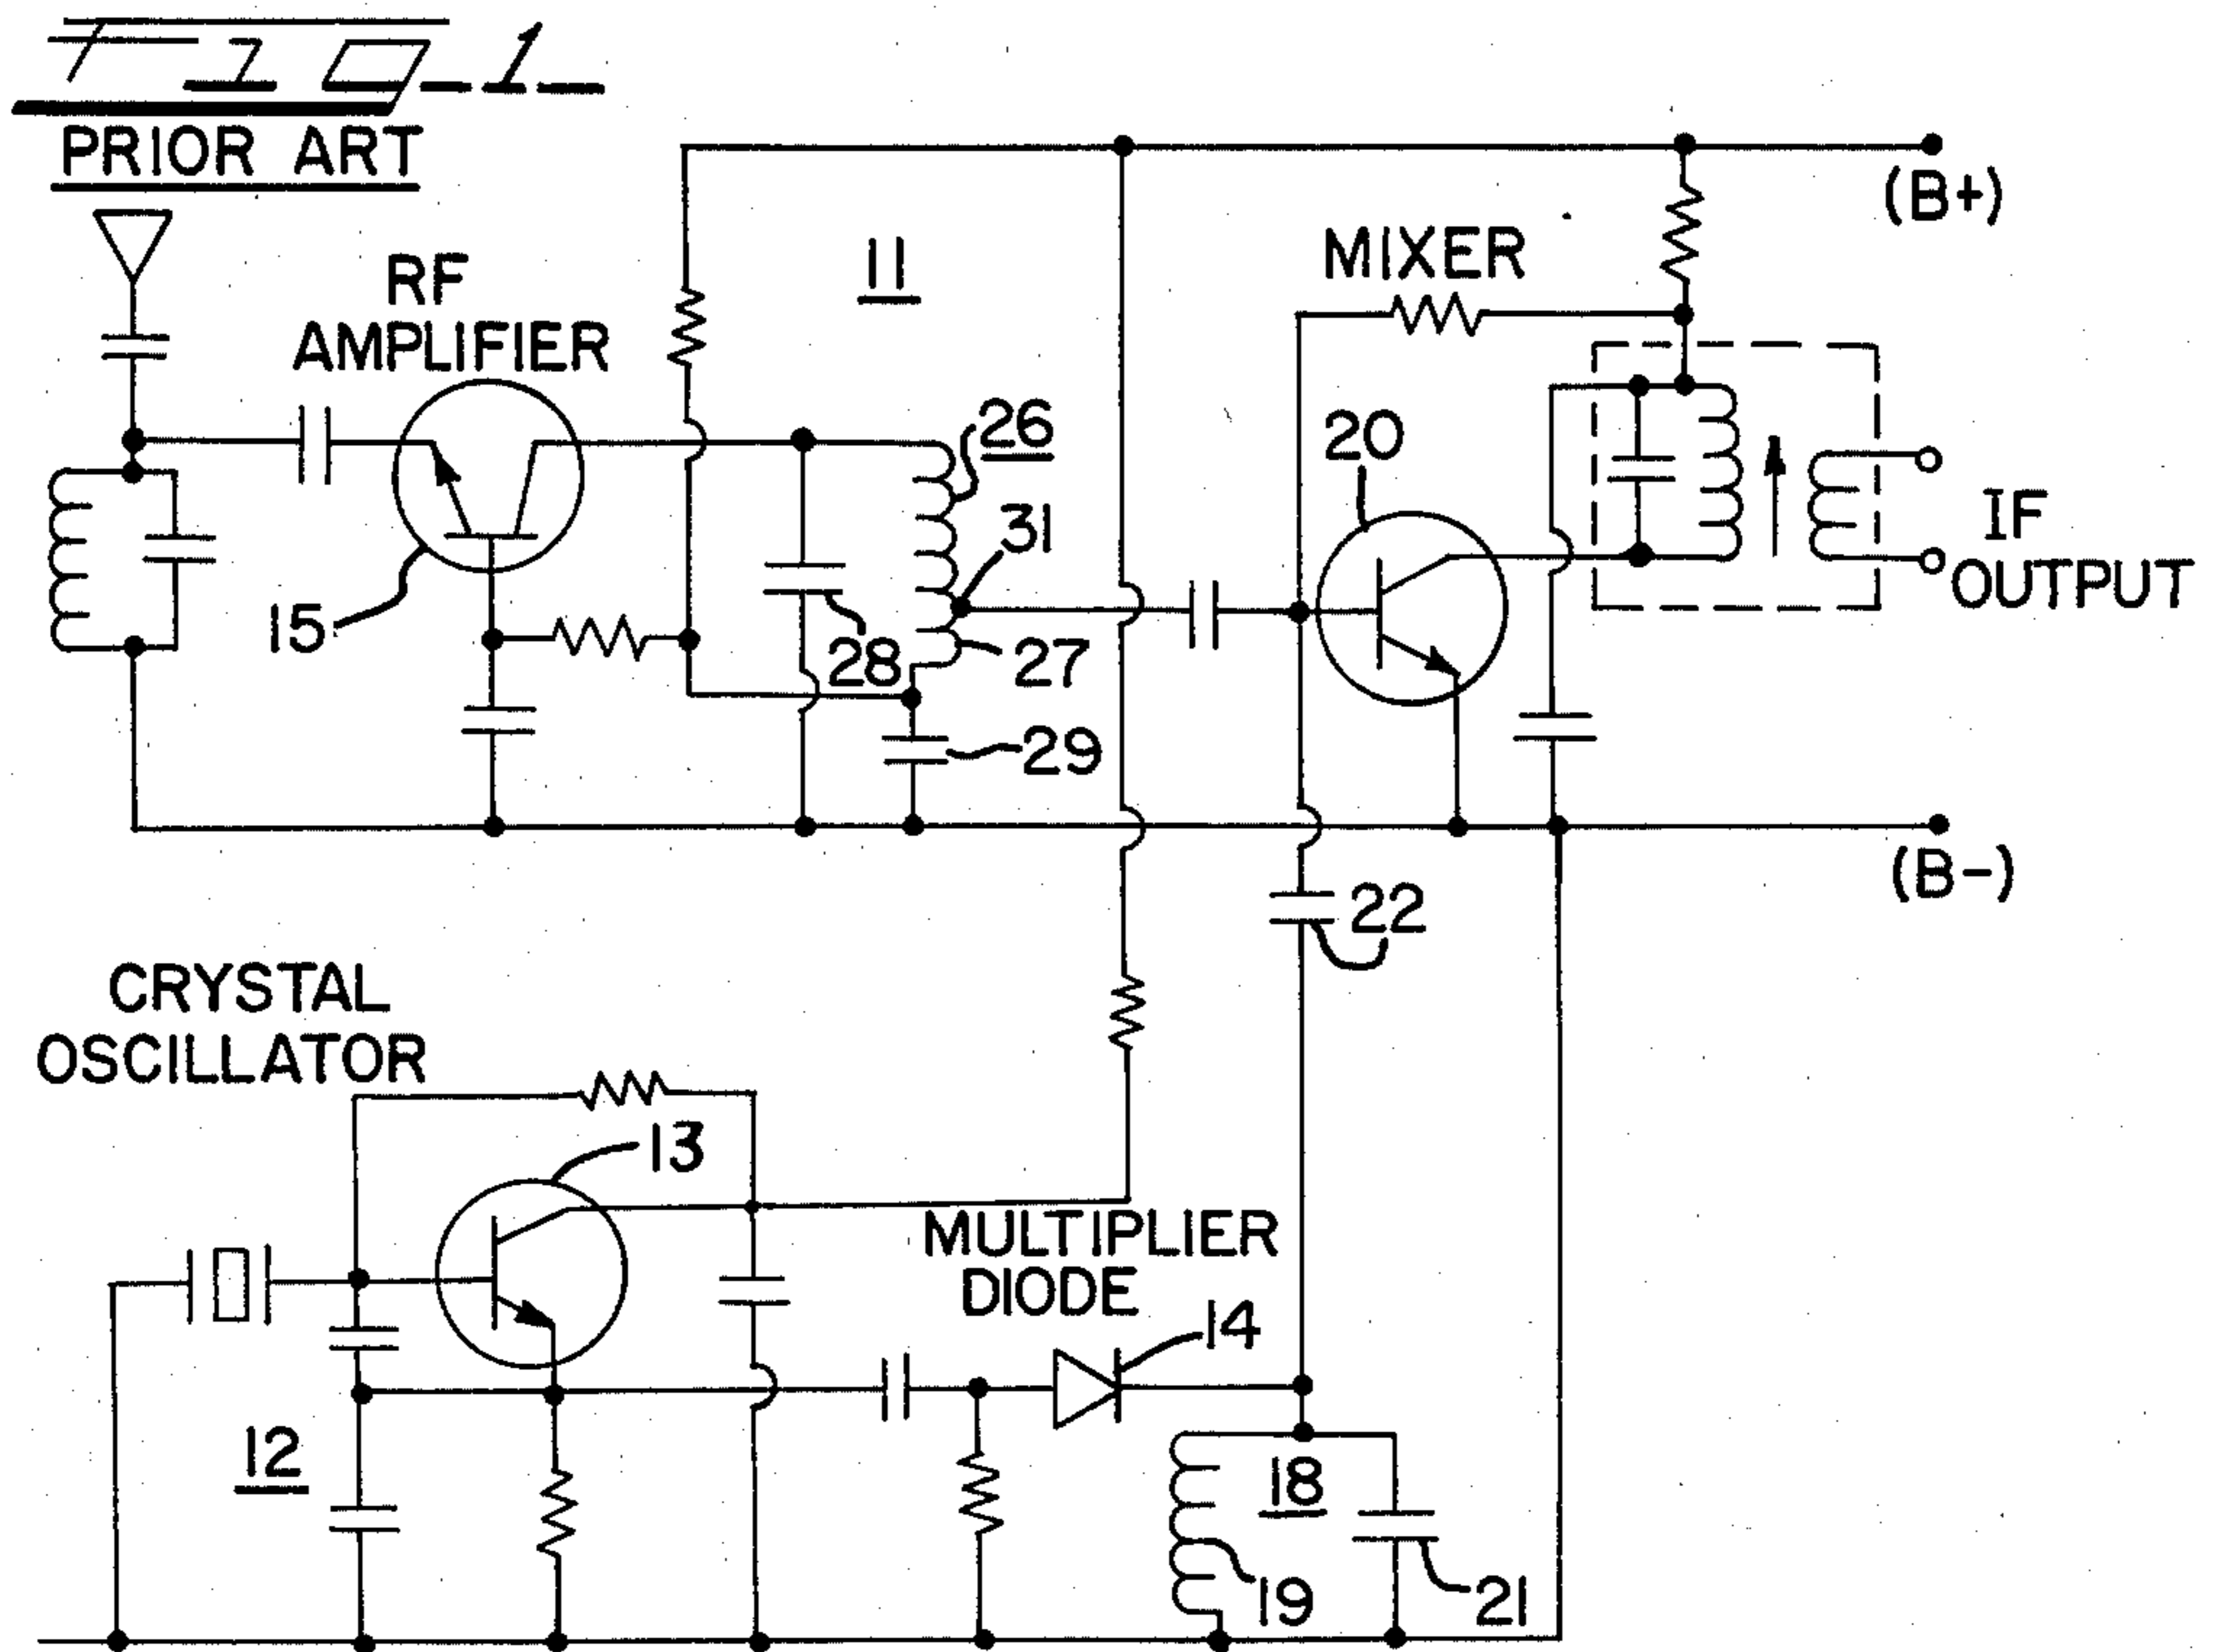 FIG-1-
PRIOR ART
(B+)
11
MIXER
RF
AMPLIFIER
26
20
31
IF
OUTPUT
15
28
27
29
(B-)
22
CRYSTAL
OSCILLATOR
13
MULTIPLIER
DIODE
14
12
18
19
21